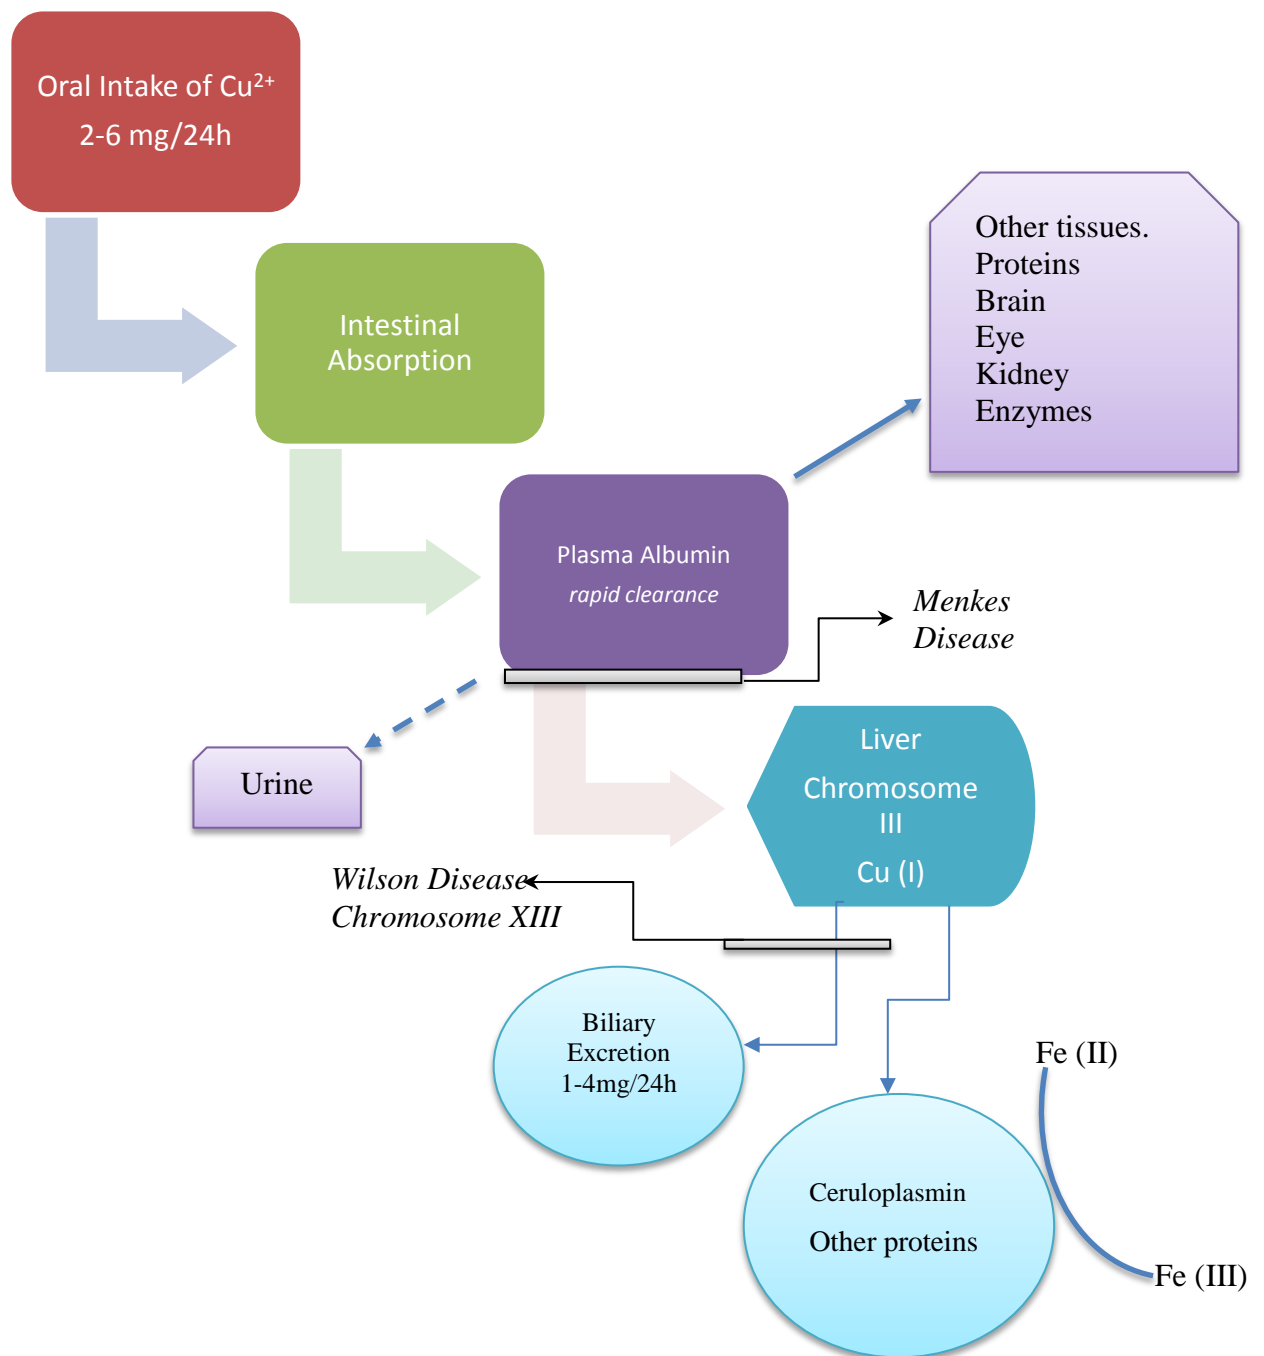 Oral Intake of Cu²⁺
2-6 mg/24h
Intestinal
Absorption
Other tissues.
Proteins
Brain
Eye
Kidney
Enzymes
Plasma Albumin
rapid clearance
Menkes
Disease
Urine
Liver
Chromosome
III
Cu (I)
Wilson Disease
Chromosome XIII
Biliary
Excretion
1-4mg/24h
Fe (II)
Ceruloplasmin
Other proteins
Fe (III)